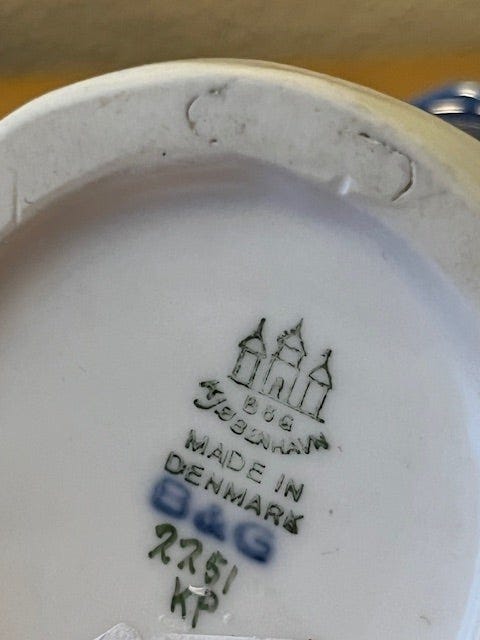 B&G
KJØBENHAVN
MADE IN
DENMARK
B&G
2251
KP